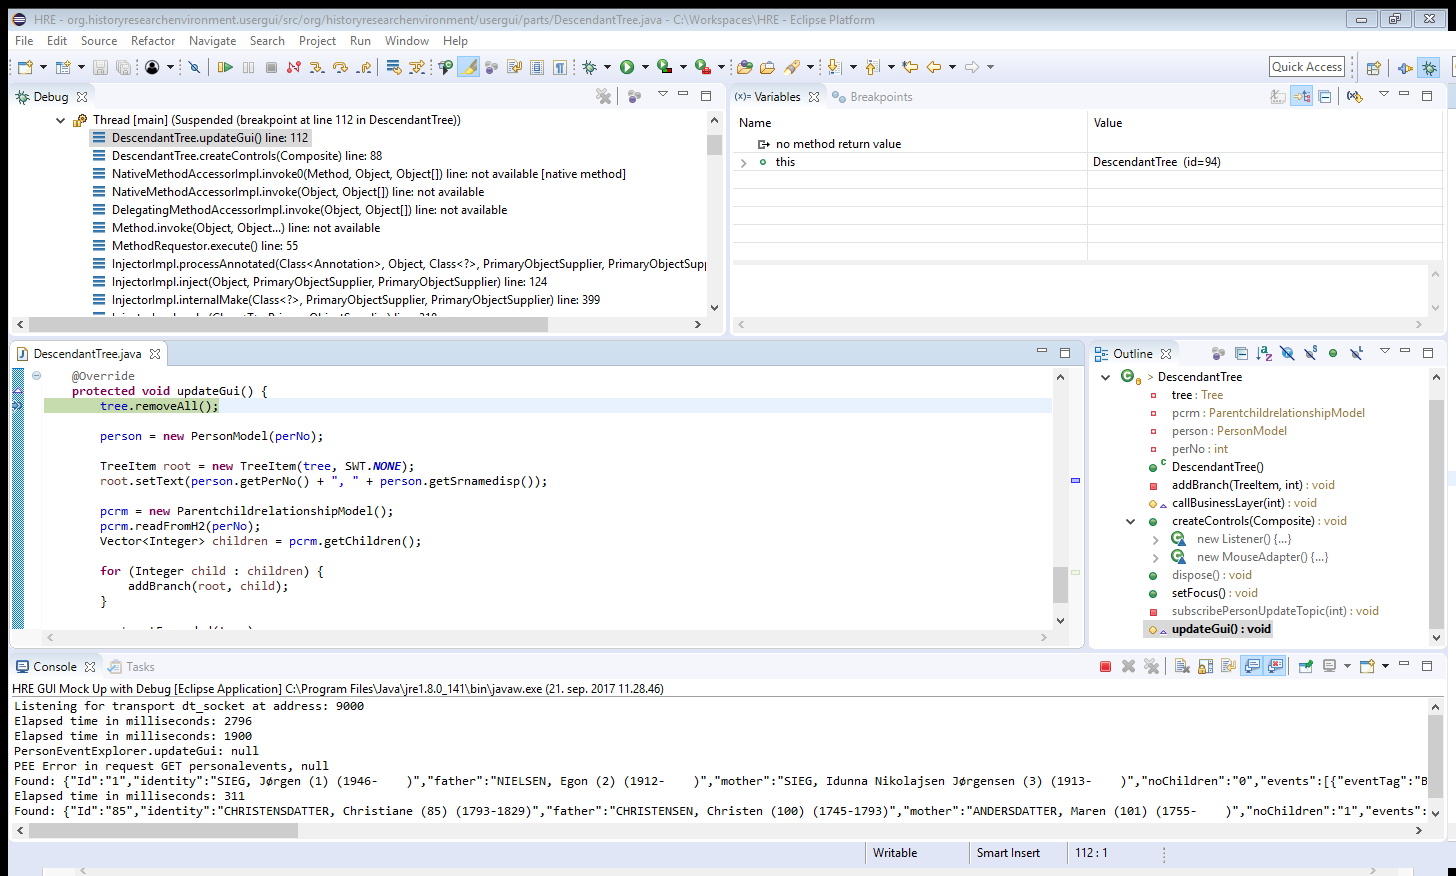 HRE - org.historyresearchenvironment.usergui/src/org/historyresearchenvironment/usergui/parts/DescendantTree.java - C:\Workspaces\HRE - Eclipse Platform
File Edit Source Refactor Navigate Search Project Run Window Help
Quick Access
Debug
Thread [main] (Suspended (breakpoint at line 112 in DescendantTree))
DescendantTree.updateGui() line: 112
DescendantTree.createControls(Composite) line: 88
NativeMethodAccessorImpl.invoke0(Method, Object, Object[]) line: not available [native method]
NativeMethodAccessorImpl.invoke(Object, Object[]) line: not available
DelegatingMethodAccessorImpl.invoke(Object, Object[]) line: not available
Method.invoke(Object, Object...) line: not available
MethodRequestor.execute() line: 55
InjectorImpl.processAnnotated(Class<Annotation>, Object, Class<?>, PrimaryObjectSupplier, PrimaryObjectSupp
InjectorImpl.inject(Object, PrimaryObjectSupplier, PrimaryObjectSupplier) line: 124
InjectorImpl.internalMake(Class<?>, PrimaryObjectSupplier, PrimaryObjectSupplier) line: 399
(x)= Variables Breakpoints
Name Value
no method return value
this DescendantTree (id=94)
DescendantTree.java
@Override
protected void updateGui() {
tree.removeAll();
person = new PersonModel(perNo);
TreeItem root = new TreeItem(tree, SWT.NONE);
root.setText(person.getPerNo() + ", " + person.getSrnamedisp());
pcrm = new ParentchildrelationshipModel();
pcrm.readFromH2(perNo);
Vector<Integer> children = pcrm.getChildren();
for (Integer child : children) {
addBranch(root, child);
}
Outline
> DescendantTree
tree : Tree
pcrm : ParentchildrelationshipModel
person : PersonModel
perNo : int
DescendantTree()
addBranch(TreeItem, int) : void
callBusinessLayer(int) : void
createControls(Composite) : void
new Listener() {...}
new MouseAdapter() {...}
dispose() : void
setFocus() : void
subscribePersonUpdateTopic(int) : void
updateGui() : void
Console Tasks
HRE GUI Mock Up with Debug [Eclipse Application] C:\Program Files\Java\jre1.8.0_141\bin\javaw.exe (21. sep. 2017 11.28.46)
Listening for transport dt_socket at address: 9000
Elapsed time in milliseconds: 2796
Elapsed time in milliseconds: 1900
PersonEventExplorer.updateGui: null
PEE Error in request GET personalevents, null
Found: {"Id":"1","identity":"SIEG, Jørgen (1) (1946-    )","father":"NIELSEN, Egon (2) (1912-    )","mother":"SIEG, Idunna Nikolajsen Jørgensen (3) (1913-    )","noChildren":"0","events":[{"eventTag":"B
Elapsed time in milliseconds: 311
Found: {"Id":"85","identity":"CHRISTENSDATTER, Christiane (85) (1793-1829)","father":"CHRISTENSEN, Christen (100) (1745-1793)","mother":"ANDERSDATTER, Maren (101) (1755-    )","noChildren":"1","events":
Writable Smart Insert 112 : 1